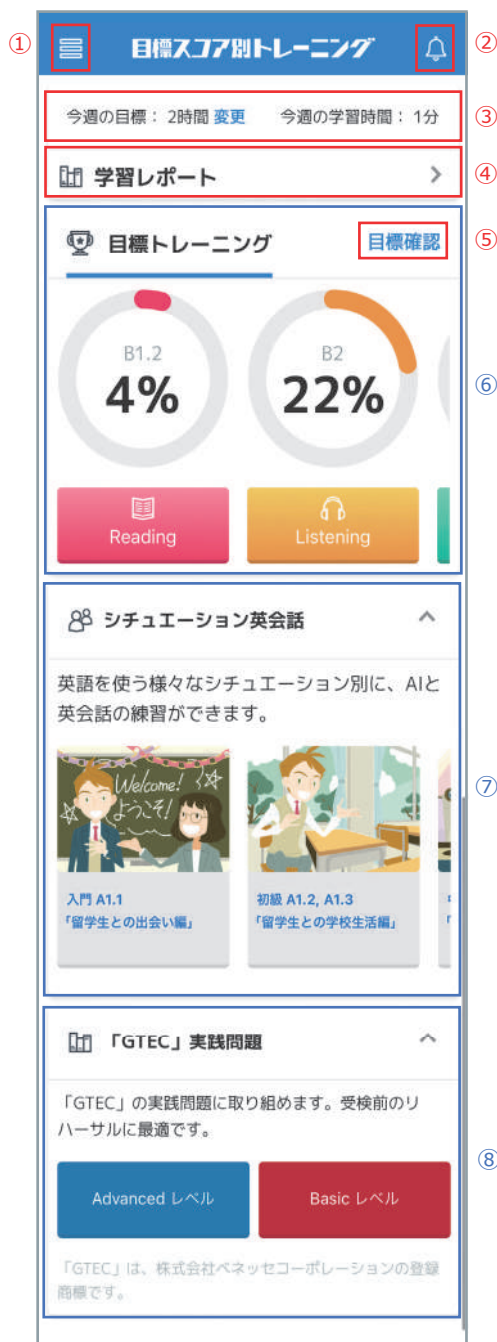 ① 目標スコア別トレーニング ②
今週の目標： 2時間 変更 今週の学習時間： 1分 ③
学習レポート ④
目標トレーニング 目標確認 ⑤
B1.2 B2
4% 22% ⑥
Reading Listening
シチュエーション英会話
英語を使う様々なシチュエーション別に、AIと
英会話の練習ができます。
Welcome!
ようこそ!
⑦
入門 A1.1 初級 A1.2, A1.3
「留学生との出会い編」 「留学生との学校生活編」
「GTEC」実践問題
「GTEC」の実践問題に取り組めます。受検前のリ
ハーサルに最適です。
⑧
Advanced レベル Basic レベル
「GTEC」は、株式会社ベネッセコーポレーションの登録
商標です。